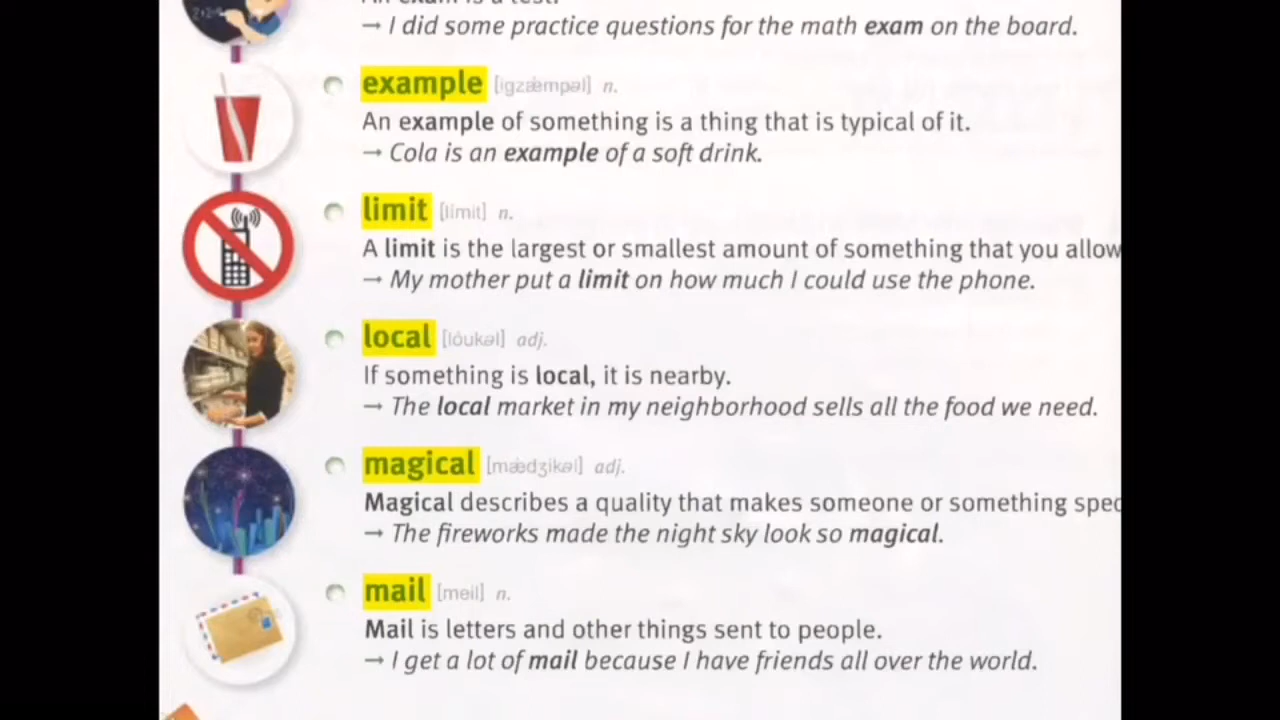 → I did some practice questions for the math exam on the board.
example [igzǽmpəl] n.
An example of something is a thing that is typical of it.
→ Cola is an example of a soft drink.
limit [límit] n.
A limit is the largest or smallest amount of something that you allow
→ My mother put a limit on how much I could use the phone.
local [lóukəl] adj.
If something is local, it is nearby.
→ The local market in my neighborhood sells all the food we need.
magical [mǽdʒikəl] adj.
Magical describes a quality that makes someone or something spec
→ The fireworks made the night sky look so magical.
mail [meil] n.
Mail is letters and other things sent to people.
→ I get a lot of mail because I have friends all over the world.